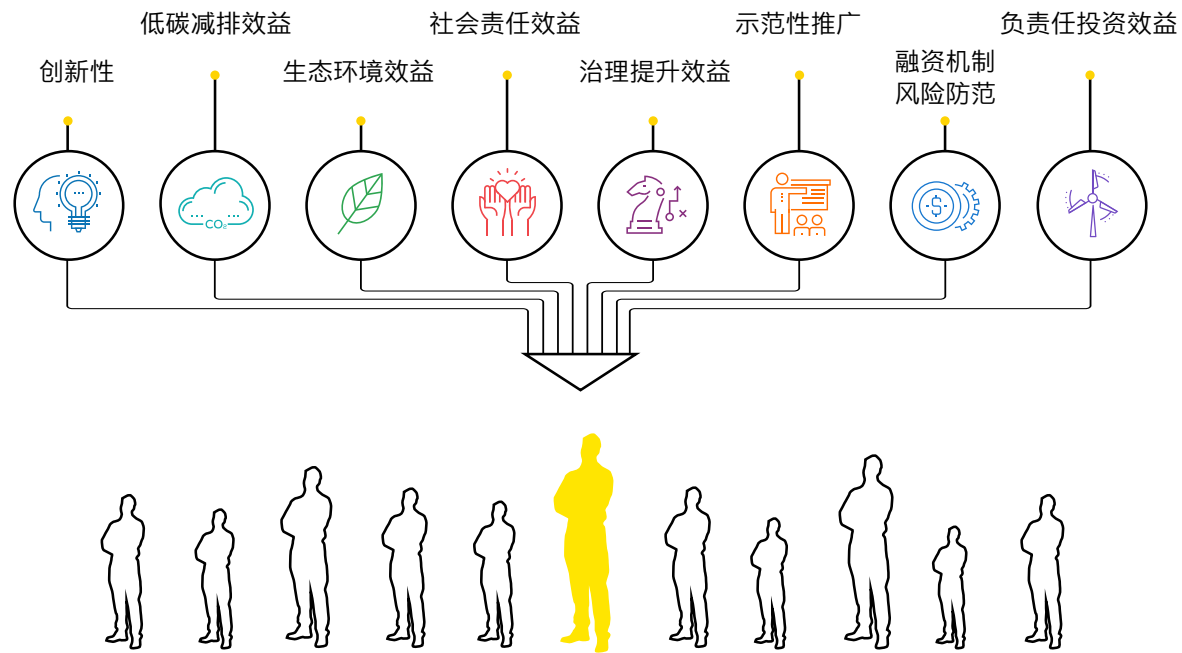 创新性
低碳减排效益
生态环境效益
社会责任效益
治理提升效益
示范性推广
融资机制
风险防范
负责任投资效益
CO₂
$